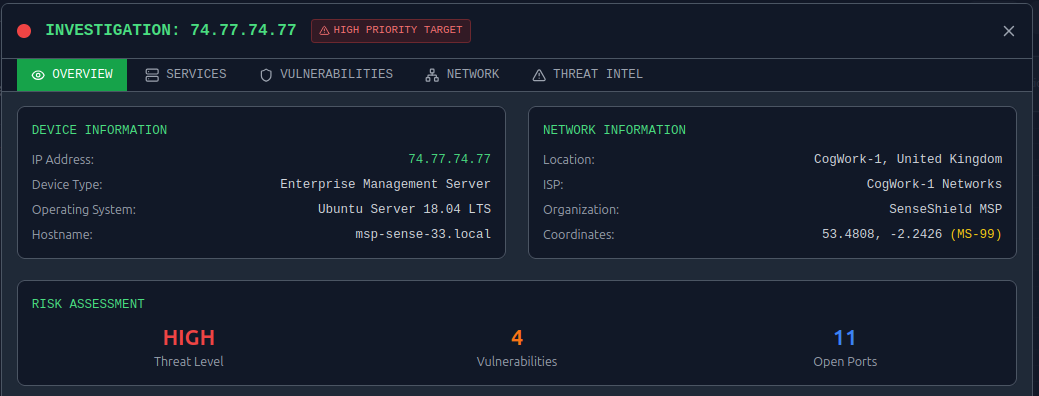 INVESTIGATION: 74.77.74.77 HIGH PRIORITY TARGET
OVERVIEW SERVICES VULNERABILITIES NETWORK THREAT INTEL
DEVICE INFORMATION
IP Address: 74.77.74.77
Device Type: Enterprise Management Server
Operating System: Ubuntu Server 18.04 LTS
Hostname: msp-sense-33.local
NETWORK INFORMATION
Location: CogWork-1, United Kingdom
ISP: CogWork-1 Networks
Organization: SenseShield MSP
Coordinates: 53.4808, -2.2426 (MS-99)
RISK ASSESSMENT
HIGH 4 11
Threat Level Vulnerabilities Open Ports